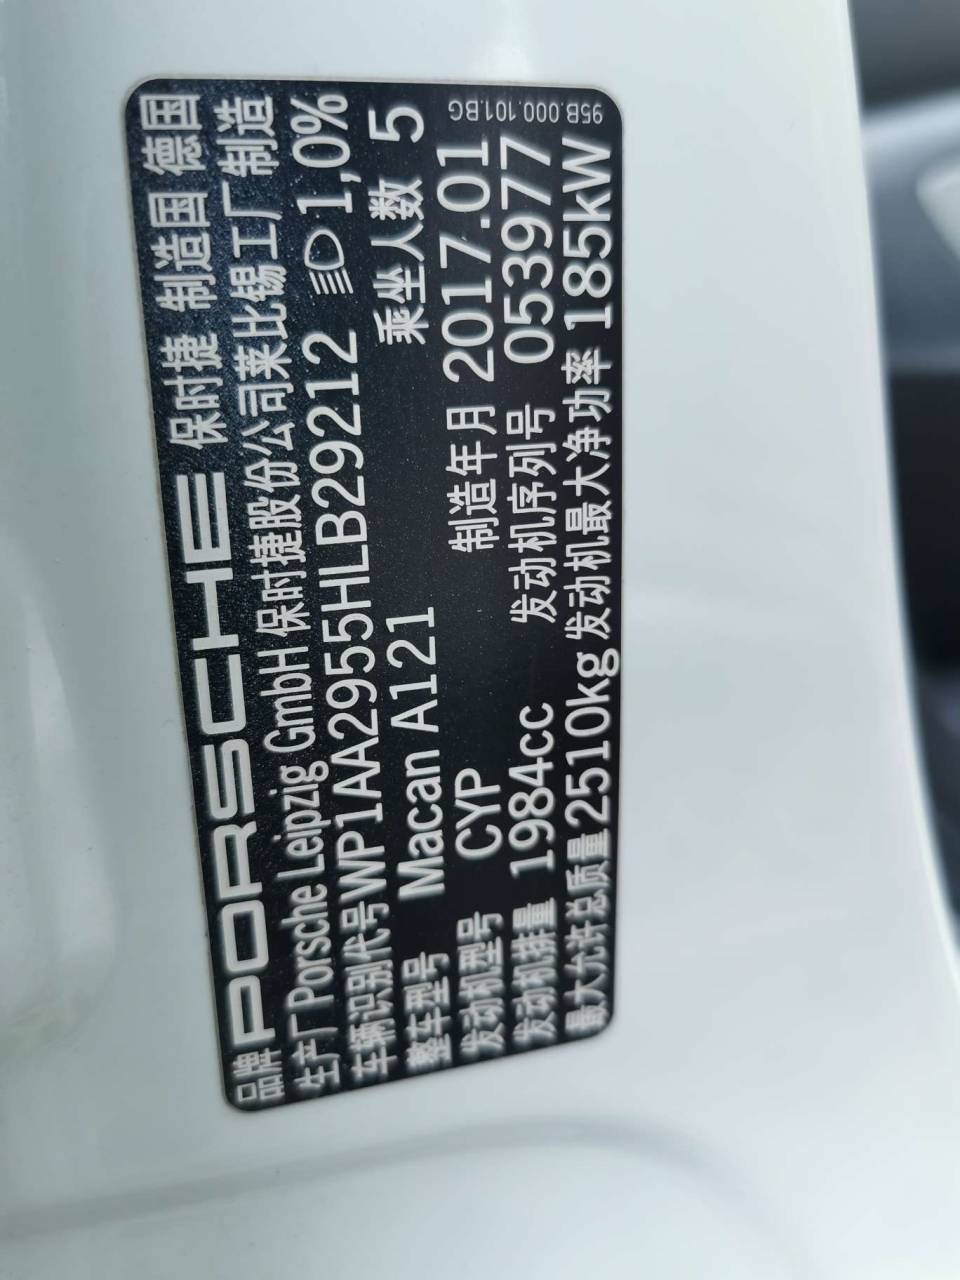 品牌 PORSCHE 保时捷 制造国 德国
生产厂 Porsche Leipzig GmbH 保时捷股份公司莱比锡工厂制造
车辆识别代号 WP1AA2955HLB29212 1,0%
整车型号 Macan A121 乘坐人数 5
发动机型号 CYP 制造年月 2017.01
发动机排量 1984cc 发动机序列号 053977
最大允许总质量 2510kg 发动机最大净功率 185kW
95B.000.101.BG